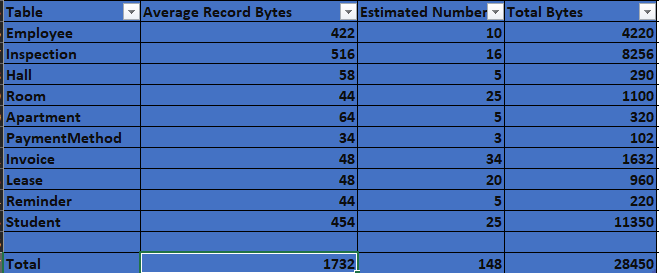 Table Average Record Bytes Estimated Number Total Bytes
Employee 422 10 4220
Inspection 516 16 8256
Hall 58 5 290
Room 44 25 1100
Apartment 64 5 320
PaymentMethod 34 3 102
Invoice 48 34 1632
Lease 48 20 960
Reminder 44 5 220
Student 454 25 11350
Total 1732 148 28450